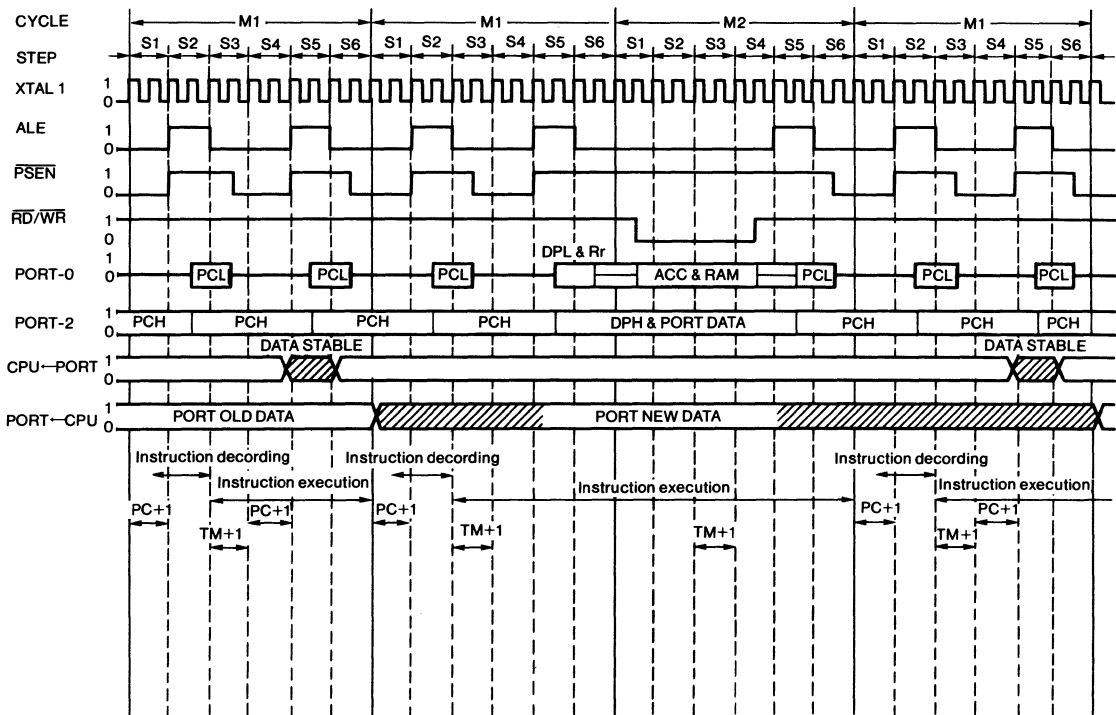 CYCLE M1 M1 M2 M1
STEP S1 S2 S3 S4 S5 S6 S1 S2 S3 S4 S5 S6 S1 S2 S3 S4 S5 S6 S1 S2 S3 S4 S5 S6
XTAL 1 1 0
ALE 1 0
PSEN 1 0
RD/WR 1 0
DPL & Rr
PORT-0 1 0 PCL PCL PCL ACC & RAM PCL PCL PCL
PORT-2 1 0 PCH PCH PCH PCH DPH & PORT DATA PCH PCH PCH
DATA STABLE DATA STABLE
CPU←PORT 1 0
PORT←CPU 1 0 PORT OLD DATA PORT NEW DATA
Instruction decording Instruction decording Instruction decording
Instruction execution Instruction execution Instruction execution
PC+1 PC+1 PC+1 PC+1 PC+1
TM+1 TM+1 TM+1 TM+1